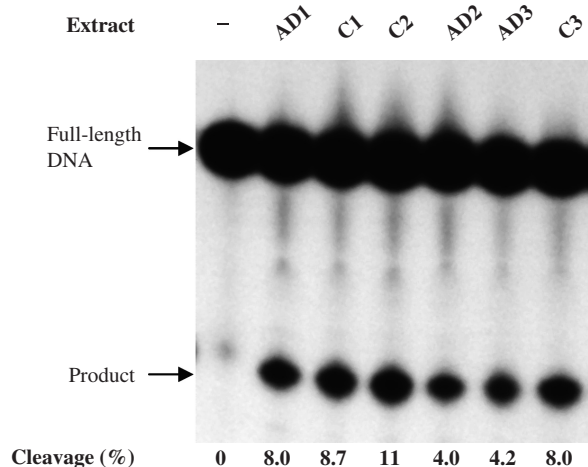 Extract – AD1 C1 C2 AD2 AD3 C3
Full-length
DNA
Product
Cleavage (%) 0 8.0 8.7 11 4.0 4.2 8.0